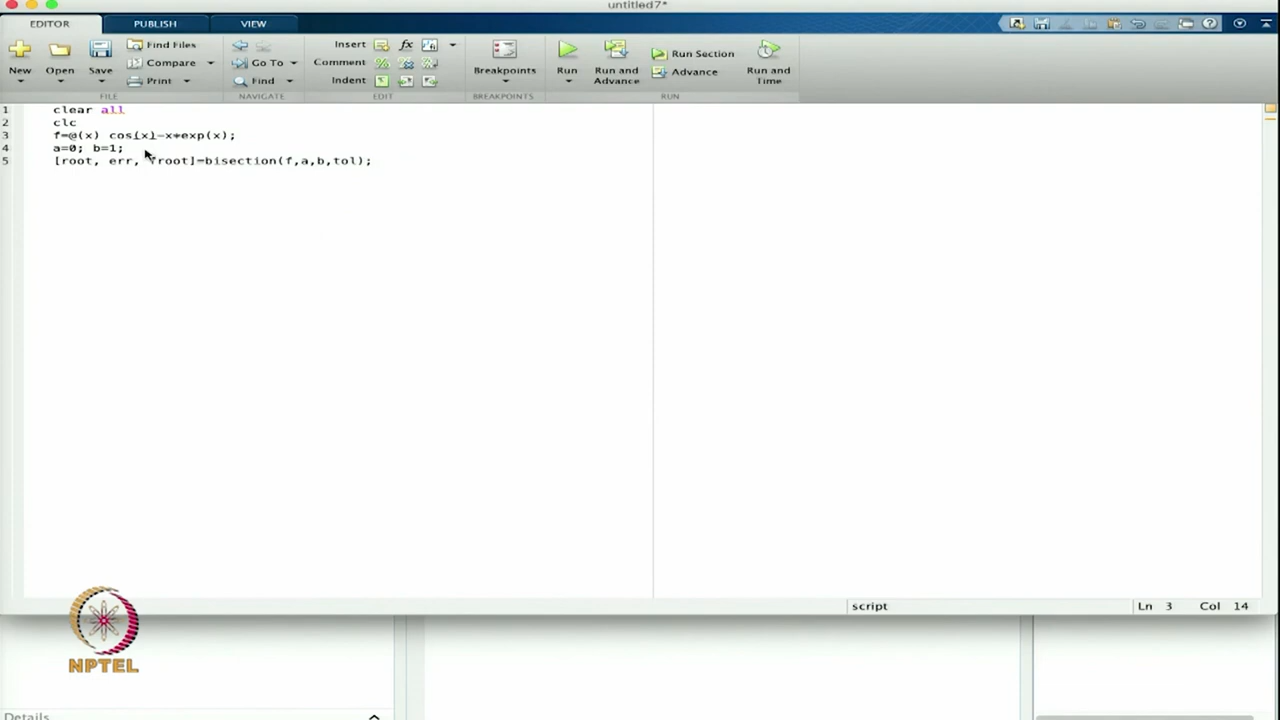 untitled7*
EDITOR PUBLISH VIEW
New Open Save Find Files Compare Print
Go To Find
Insert fx Comment Indent
Breakpoints
Run Run and Advance Run Section Advance Run and Time
FILE NAVIGATE EDIT BREAKPOINTS RUN
1 clear all
2 clc
3 f=@(x) cos(x)-x*exp(x);
4 a=0; b=1;
5 [root, err, root]=bisection(f,a,b,tol);
script Ln 3 Col 14
NPTEL
Details